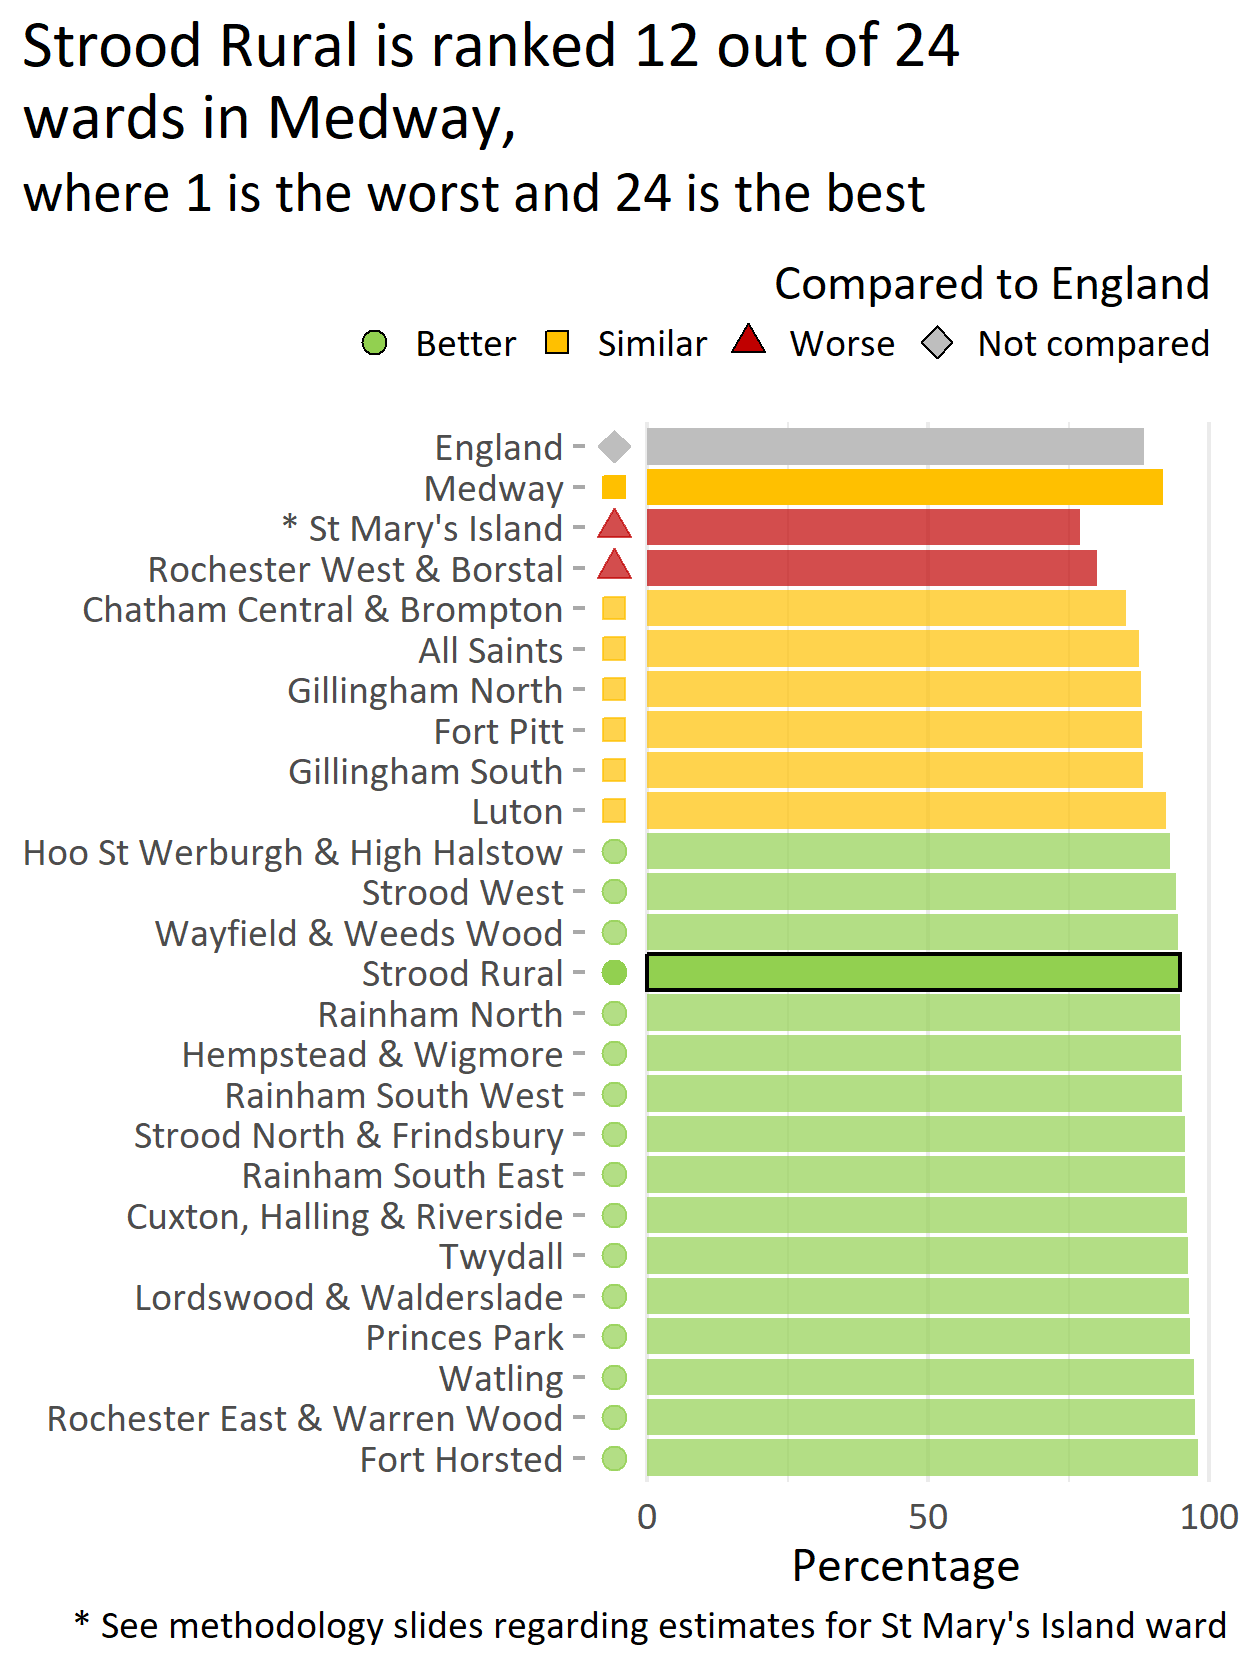 Strood Rural is ranked 12 out of 24
wards in Medway,
where 1 is the worst and 24 is the best
Compared to England
Better Similar Worse Not compared
England
Medway
* St Mary's Island
Rochester West & Borstal
Chatham Central & Brompton
All Saints
Gillingham North
Fort Pitt
Gillingham South
Luton
Hoo St Werburgh & High Halstow
Strood West
Wayfield & Weeds Wood
Strood Rural
Rainham North
Hempstead & Wigmore
Rainham South West
Strood North & Frindsbury
Rainham South East
Cuxton, Halling & Riverside
Twydall
Lordswood & Walderslade
Princes Park
Watling
Rochester East & Warren Wood
Fort Horsted
0 50 100
Percentage
* See methodology slides regarding estimates for St Mary's Island ward